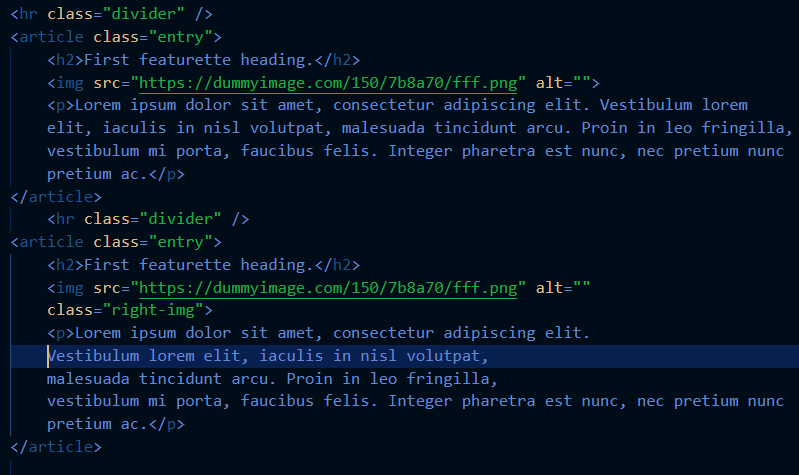 <hr class="divider" />
<article class="entry">
<h2>First featurette heading.</h2>
<img src="https://dummyimage.com/150/7b8a70/fff.png" alt="">
<p>Lorem ipsum dolor sit amet, consectetur adipiscing elit. Vestibulum lorem
elit, iaculis in nisl volutpat, malesuada tincidunt arcu. Proin in leo fringilla,
vestibulum mi porta, faucibus felis. Integer pharetra est nunc, nec pretium nunc
pretium ac.</p>
</article>
<hr class="divider" />
<article class="entry">
<h2>First featurette heading.</h2>
<img src="https://dummyimage.com/150/7b8a70/fff.png" alt=""
class="right-img">
<p>Lorem ipsum dolor sit amet, consectetur adipiscing elit.
Vestibulum lorem elit, iaculis in nisl volutpat,
malesuada tincidunt arcu. Proin in leo fringilla,
vestibulum mi porta, faucibus felis. Integer pharetra est nunc, nec pretium nunc
pretium ac.</p>
</article>